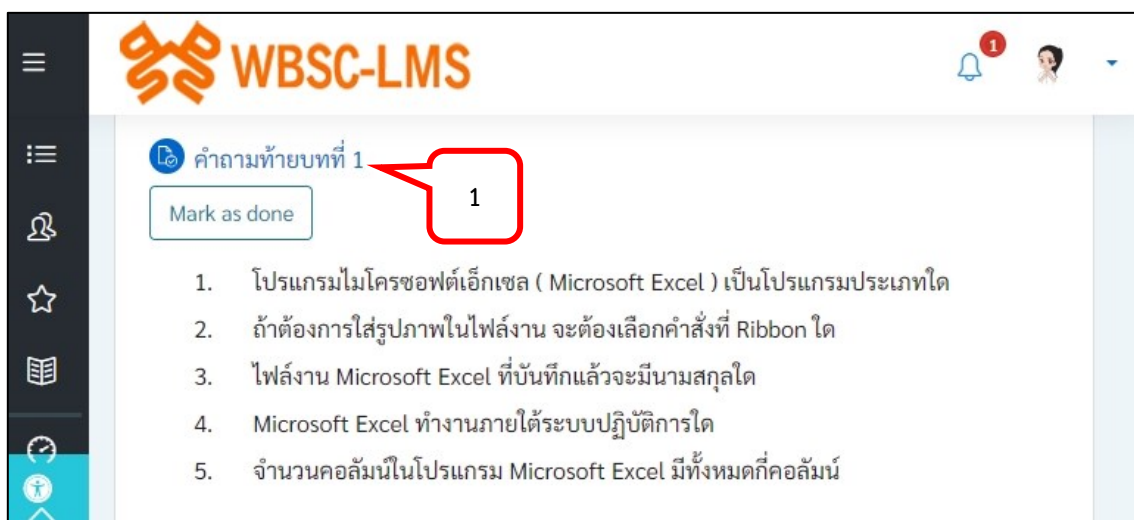 WBSC-LMS
1
คำถามท้ายบทที่ 1
1
Mark as done
1. โปรแกรมไมโครซอฟต์เอ็กเซล ( Microsoft Excel ) เป็นโปรแกรมประเภทใด
2. ถ้าต้องการใส่รูปภาพในไฟล์งาน จะต้องเลือกคำสั่งที่ Ribbon ใด
3. ไฟล์งาน Microsoft Excel ที่บันทึกแล้วจะมีนามสกุลใด
4. Microsoft Excel ทำงานภายใต้ระบบปฏิบัติการใด
5. จำนวนคอลัมน์ในโปรแกรม Microsoft Excel มีทั้งหมดกี่คอลัมน์